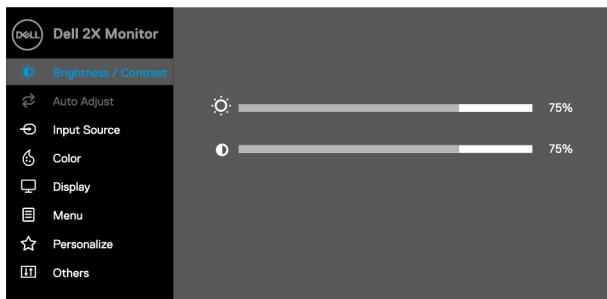 DELL Dell 2X Monitor
Brightness / Contrast
Auto Adjust
75%
Input Source
75%
Color
Display
Menu
Personalize
Others